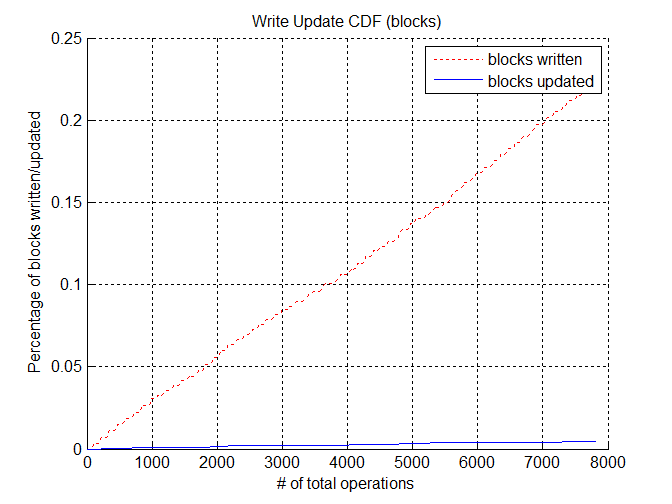 Write Update CDF (blocks)
0.25
0.2
0.15
0.1
0.05
0
Percentage of blocks written/updated
blocks written
blocks updated
0 1000 2000 3000 4000 5000 6000 7000 8000
# of total operations